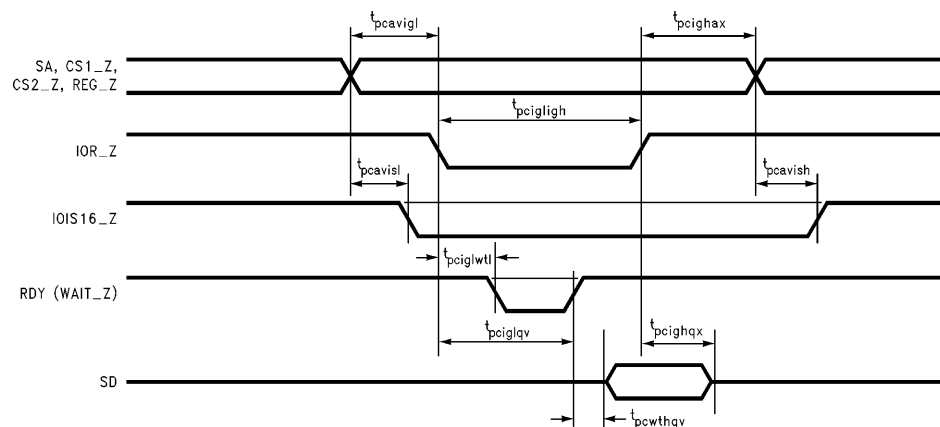 tpcavigl
tpcighax
SA, CS1_Z,
CS2_Z, REG_Z
tpcigligh
IOR_Z
tpcavisl
tpcavish
IOIS16_Z
tpciglwtl
RDY (WAIT_Z)
tpciglqv
tpcighqx
SD
tpcwthqv